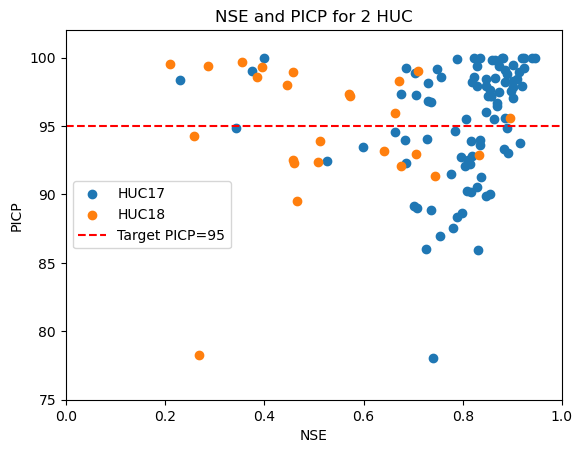 NSE and PICP for 2 HUC
PICP
100
95
90
85
80
75
HUC17
HUC18
Target PICP=95
0.0 0.2 0.4 0.6 0.8 1.0
NSE